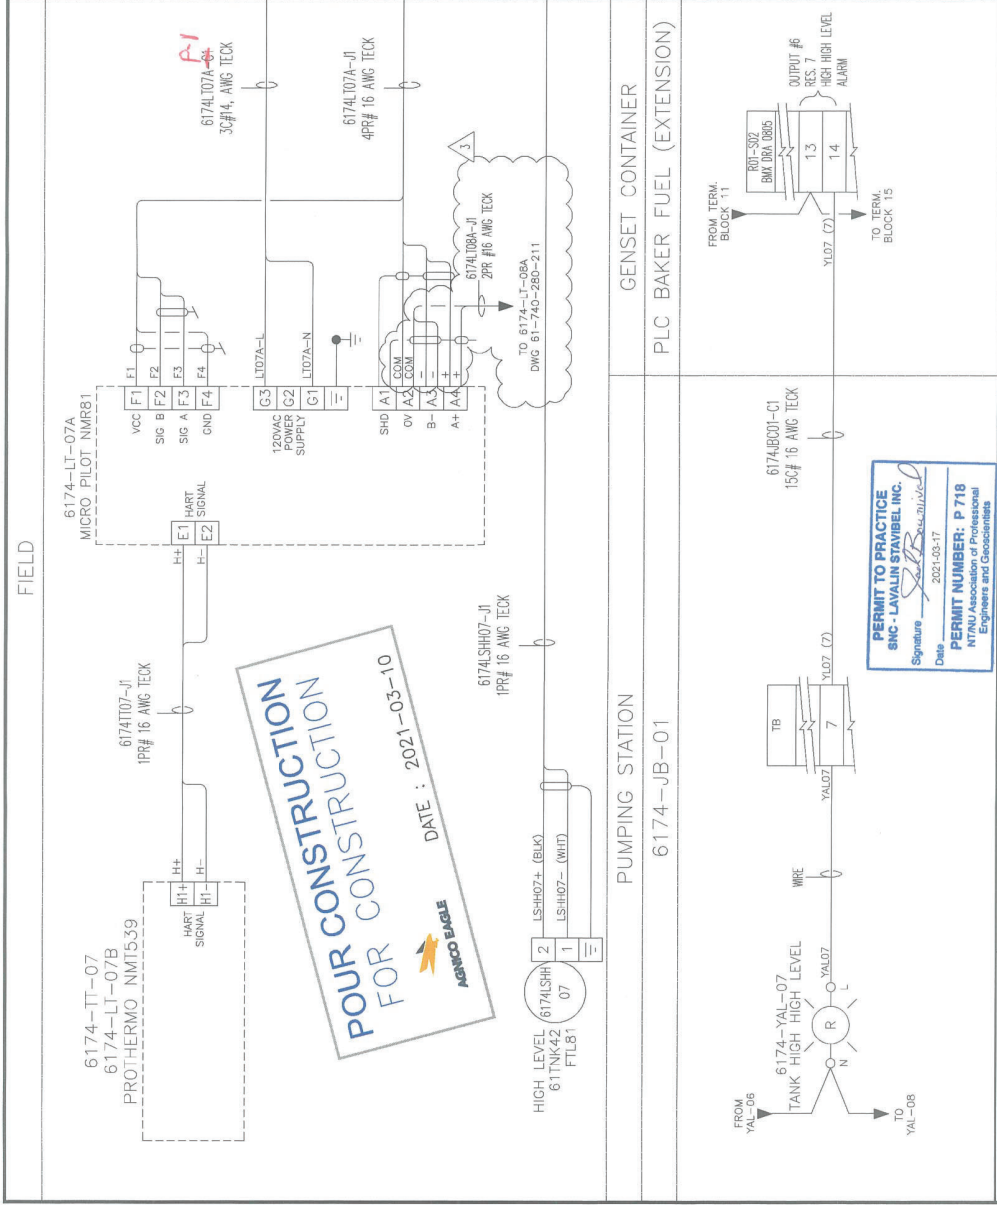 FIELD
6174-TT-07
6174-LT-07B
PROTHERMO NMT539
H1+
H1-
HART
SIGNAL
H+
H-
6174TT07-J1
1PR# 16 AWG TECK
H+
H-
E1
E2
HART
SIGNAL
6174-LT-07A
MICRO PILOT NMR81
VCC
SIG B
SIG A
GND
F1
F2
F3
F4
F1
F2
F3
F4
120VAC
POWER
SUPPLY
G3
G2
G1
LT07A-L
LT07A-N
SHD
0V
B-
A+
A1
A2
A3
A4
COM
COM
-
-
+
+
P1
6174LT07A-
3C#14, AWG TECK
6174LT07A-J1
4PR# 16 AWG TECK
3
6174LT08A-J1
2PR #16 AWG TECK
TO 6174-LT-08A
DWG 61-740-280-211
POUR CONSTRUCTION
FOR CONSTRUCTION
AGNICO EAGLE
DATE : 2021-03-10
6174LSHH07-J1
1PR# 16 AWG TECK
HIGH LEVEL
61TNK42
FTL81
6174LSHH
07
2
1
LSHH07+ (BLK)
LSHH07- (WHT)
PUMPING STATION
6174-JB-01
GENSET CONTAINER
PLC BAKER FUEL (EXTENSION)
FROM
YAL-06
TO
YAL-08
6174-YAL-07
TANK HIGH HIGH LEVEL
N
R
L
YAL07
WIRE
YAL07
TB
7
YL07 (7)
6174JBC01-C1
15C# 16 AWG TECK
YL07 (7)
FROM TERM.
BLOCK 11
TO TERM.
BLOCK 15
R01-S02
BMX DRA 0805
13
14
OUTPUT #6
RES. 7
HIGH HIGH LEVEL
ALARM
PERMIT TO PRACTICE
SNC - LAVALIN STAVIBEL INC.
Signature
Date 2021-03-17
PERMIT NUMBER: P 718
NT/NU Association of Professional
Engineers and Geoscientists